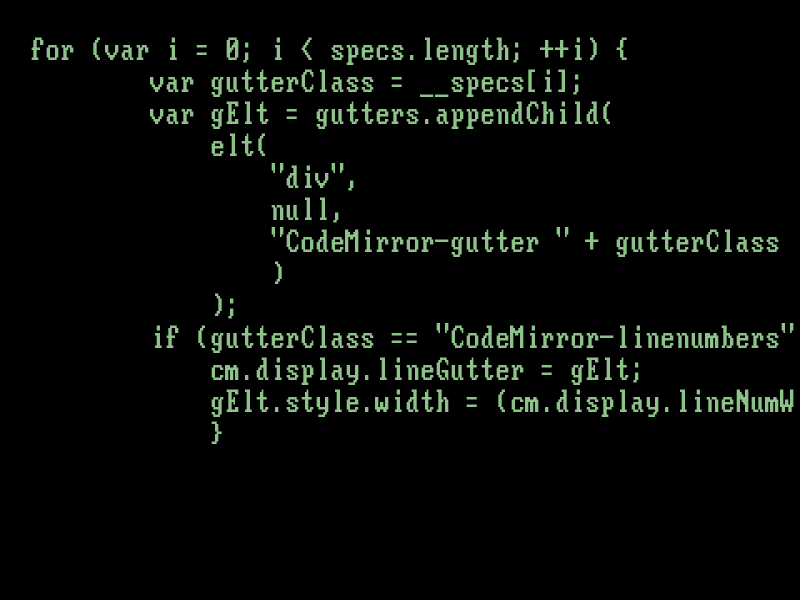 for (var i = 0; i < specs.length; ++i) {
var gutterClass = __specs[i];
var gElt = gutters.appendChild(
elt(
"div",
null,
"CodeMirror-gutter " + gutterClass
)
);
if (gutterClass == "CodeMirror-linenumbers"
cm.display.lineGutter = gElt;
gElt.style.width = (cm.display.lineNumW
}